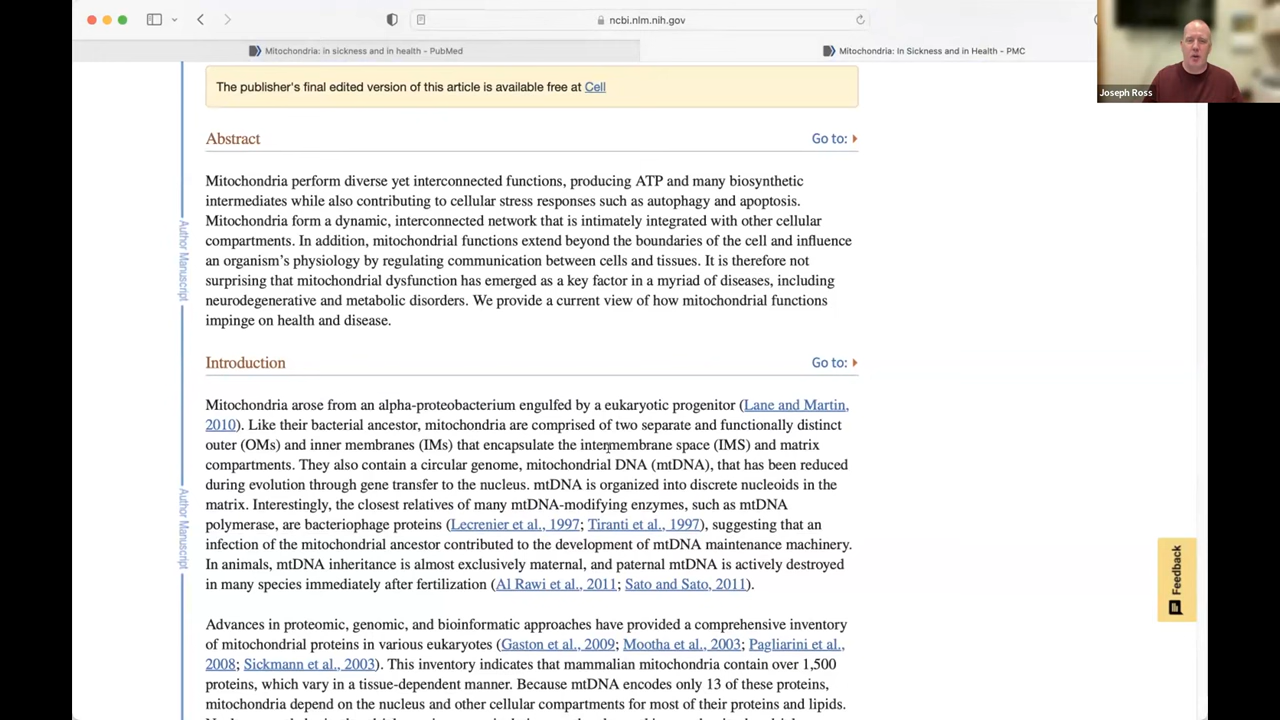 ncbi.nlm.nih.gov
Mitochondria: in sickness and in health - PubMed
Mitochondria: In Sickness and in Health - PMC
Joseph Ross
The publisher's final edited version of this article is available free at Cell
Abstract
Go to:
Mitochondria perform diverse yet interconnected functions, producing ATP and many biosynthetic
intermediates while also contributing to cellular stress responses such as autophagy and apoptosis.
Mitochondria form a dynamic, interconnected network that is intimately integrated with other cellular
compartments. In addition, mitochondrial functions extend beyond the boundaries of the cell and influence
an organism's physiology by regulating communication between cells and tissues. It is therefore not
surprising that mitochondrial dysfunction has emerged as a key factor in a myriad of diseases, including
neurodegenerative and metabolic disorders. We provide a current view of how mitochondrial functions
impinge on health and disease.
Author Manuscript
Introduction
Go to:
Mitochondria arose from an alpha-proteobacterium engulfed by a eukaryotic progenitor (Lane and Martin,
2010). Like their bacterial ancestor, mitochondria are comprised of two separate and functionally distinct
outer (OMs) and inner membranes (IMs) that encapsulate the intermembrane space (IMS) and matrix
compartments. They also contain a circular genome, mitochondrial DNA (mtDNA), that has been reduced
during evolution through gene transfer to the nucleus. mtDNA is organized into discrete nucleoids in the
matrix. Interestingly, the closest relative of many mtDNA-modifying enzymes, such as mtDNA
polymerase, are bacteriophage proteins (Lecrenier et al., 1997; Tiranti et al., 1997), suggesting that an
infection of the mitochondrial ancestor contributed to the development of mtDNA maintenance machinery.
In animals, mtDNA inheritance is almost exclusively maternal, and paternal mtDNA is actively destroyed
in many species immediately after fertilization (Al Rawi et al., 2011; Sato and Sato, 2011).
Author Manuscript
Feedback
Advances in proteomic, genomic, and bioinformatic approaches have provided a comprehensive inventory
of mitochondrial proteins in various eukaryotes (Gaston et al., 2009; Mootha et al., 2003; Pagliarini et al.,
2008; Sickmann et al., 2003). This inventory indicates that mammalian mitochondria contain over 1,500
proteins, which vary in a tissue-dependent manner. Because mtDNA encodes only 13 of these proteins,
mitochondria depend on the nucleus and other cellular compartments for most of their proteins and lipids.